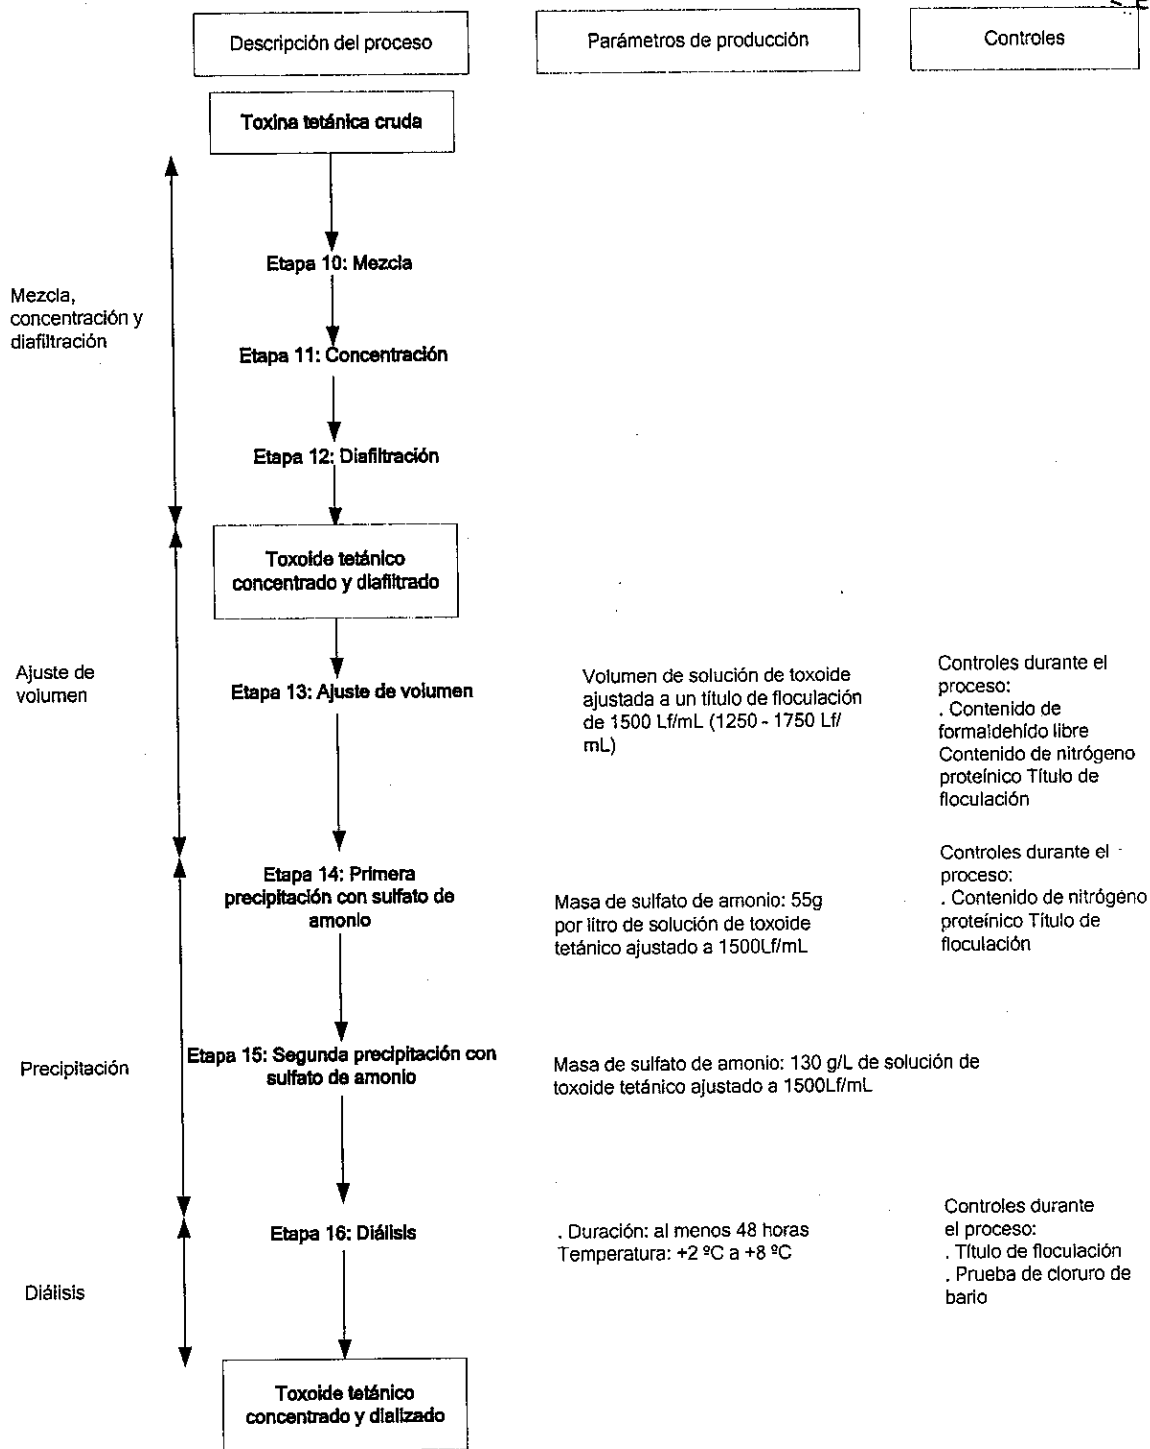 Descripción del proceso
Parámetros de producción
Controles
Toxina tetánica cruda
Etapa 10: Mezcla
Mezcla,
concentración y
diafiltración
Etapa 11: Concentración
Etapa 12: Diafiltración
Toxoide tetánico
concentrado y diafiltrado
Ajuste de
volumen
Etapa 13: Ajuste de volumen
Volumen de solución de toxoide
ajustada a un título de floculación
de 1500 Lf/mL (1250 - 1750 Lf/
mL)
Controles durante el
proceso:
. Contenido de
formaldehído libre
Contenido de nitrógeno
proteínico Título de
floculación
Etapa 14: Primera
precipitación con sulfato de
amonio
Masa de sulfato de amonio: 55g
por litro de solución de toxoide
tetánico ajustado a 1500Lf/mL
Controles durante el
proceso:
. Contenido de nitrógeno
proteínico Título de
floculación
Precipitación
Etapa 15: Segunda precipitación con
sulfato de amonio
Masa de sulfato de amonio: 130 g/L de solución de
toxoide tetánico ajustado a 1500Lf/mL
Etapa 16: Diálisis
. Duración: al menos 48 horas
Temperatura: +2 ºC a +8 ºC
Controles durante
el proceso:
. Título de floculación
. Prueba de cloruro de
bario
Diálisis
Toxoide tetánico
concentrado y dializado